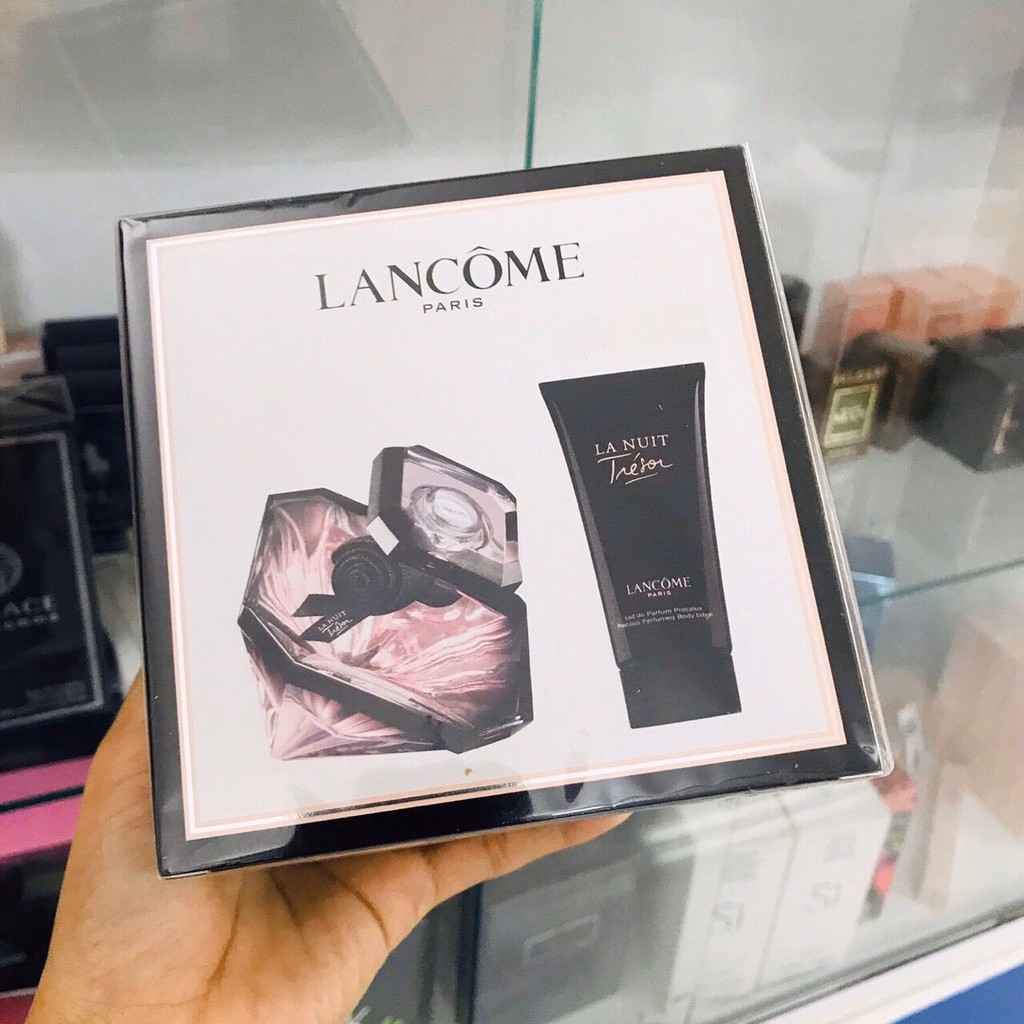 LANCÔME
PARIS
LA NUIT
Trésor
LANCÔME
PARIS
Lait de Parfum Précieux
Precious Perfumed Body Lotion
LA NUIT
Trésor